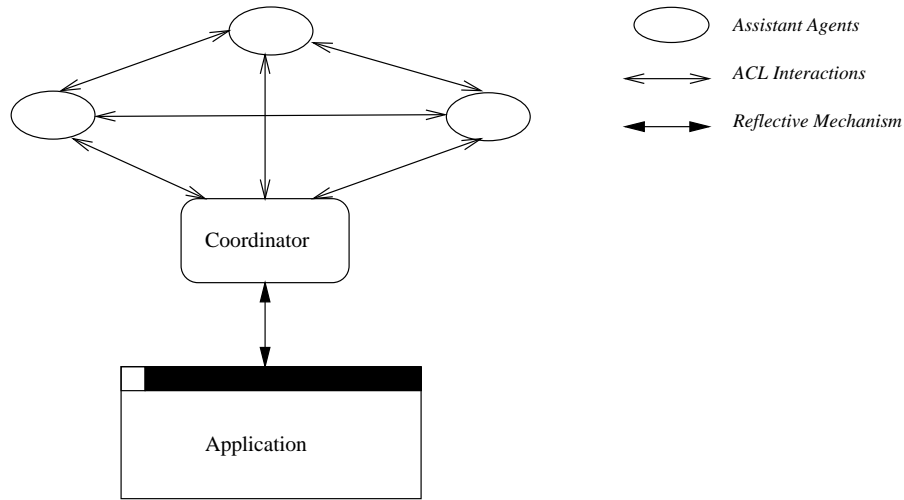 Assistant Agents
ACL Interactions
Reflective Mechanism
Coordinator
Application